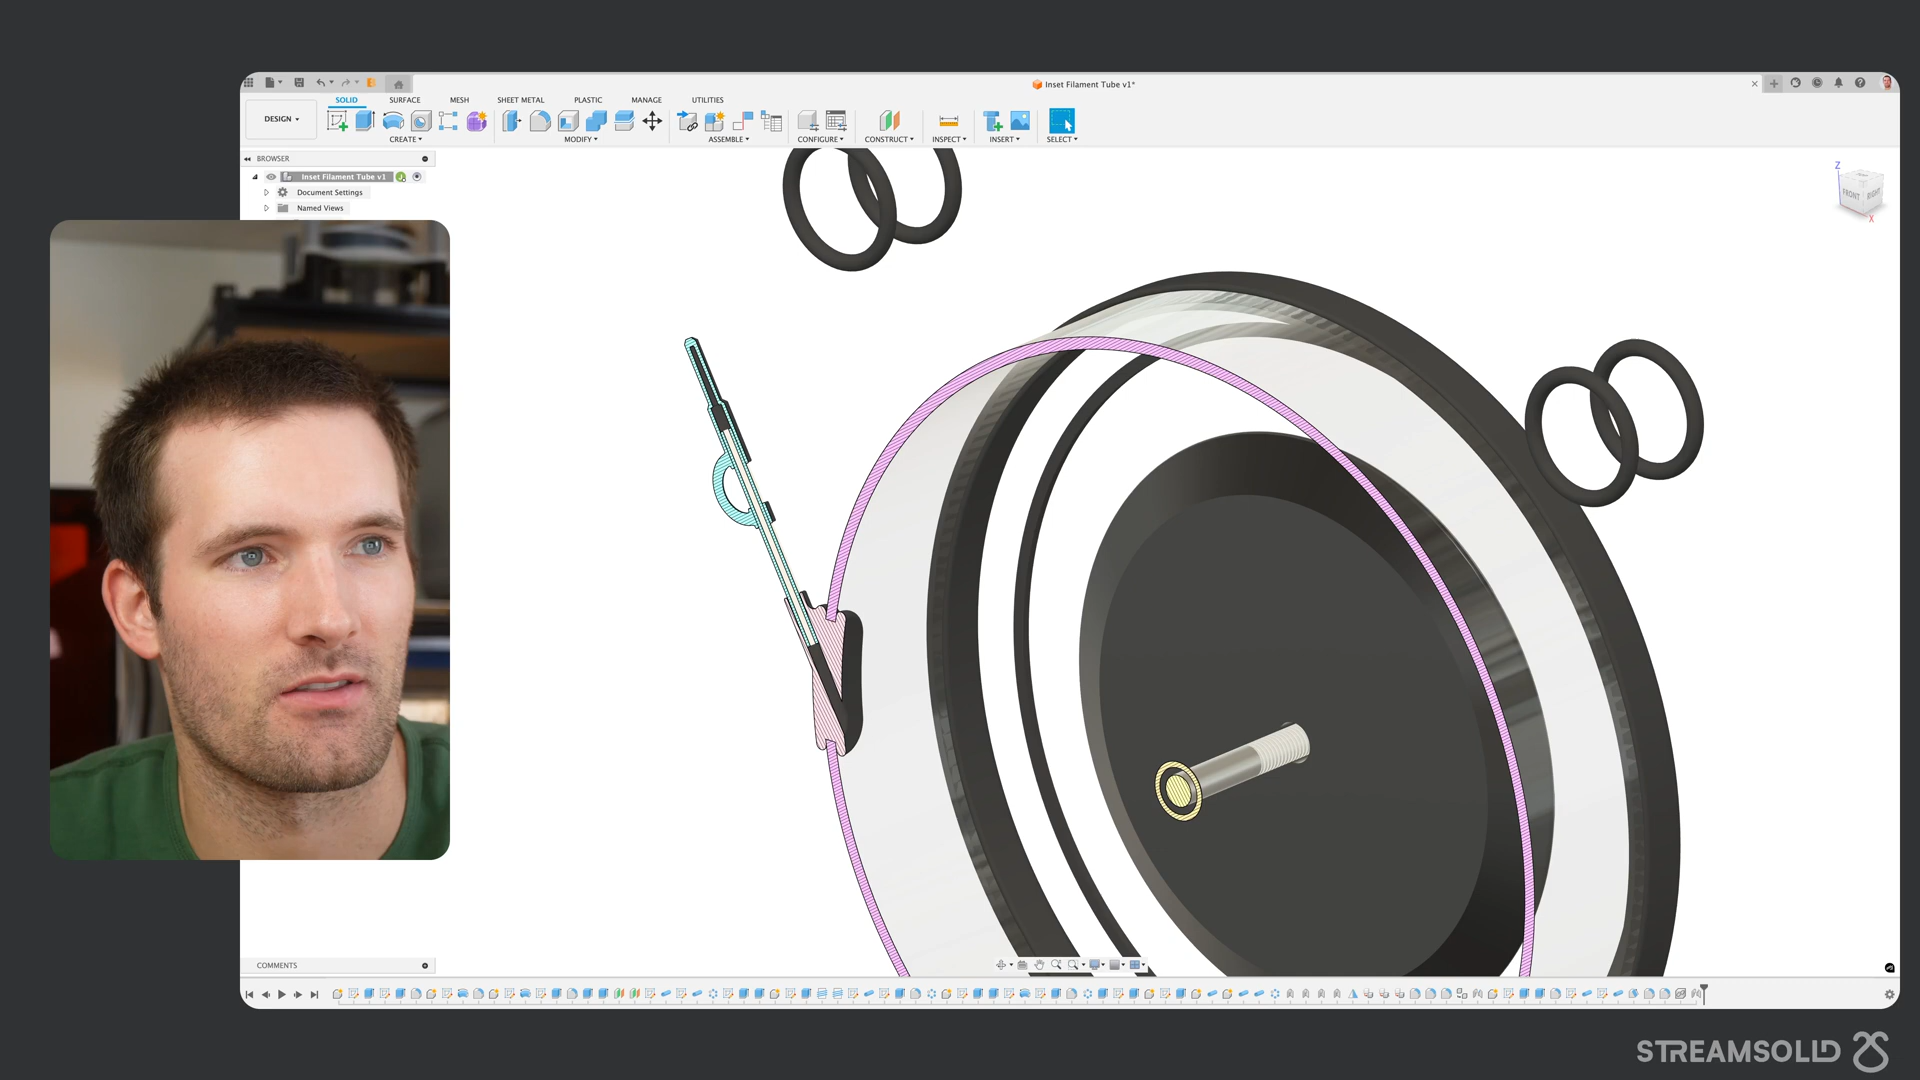 Inset Filament Tube v1*
SOLID SURFACE MESH SHEET METAL PLASTIC MANAGE UTILITIES
DESIGN
CREATE MODIFY ASSEMBLE CONFIGURE CONSTRUCT INSPECT INSERT SELECT
BROWSER
Inset Filament Tube v1
Document Settings
Named Views
Z
FRONT RIGHT
X
COMMENTS
STREAMSOLID